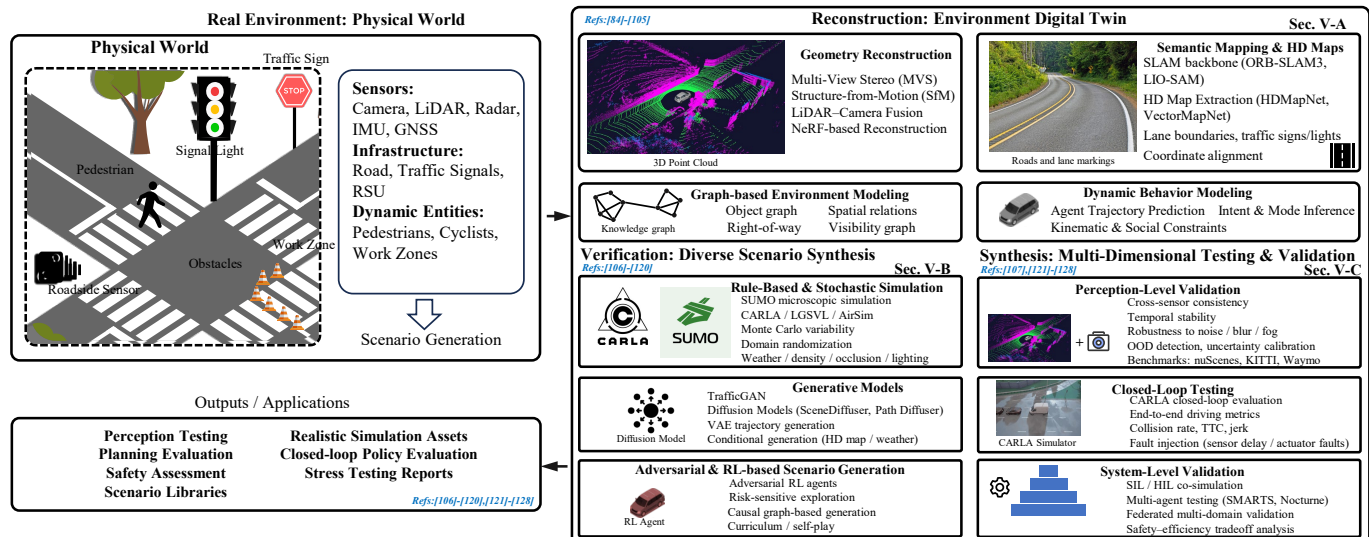 Real Environment: Physical World
Physical World
Traffic Sign
STOP
Signal Light
Pedestrian
Work Zone
Obstacles
Roadside Sensor
Sensors:
Camera, LiDAR, Radar,
IMU, GNSS
Infrastructure:
Road, Traffic Signals,
RSU
Dynamic Entities:
Pedestrians, Cyclists,
Work Zones
Scenario Generation
Outputs / Applications
Perception Testing
Planning Evaluation
Safety Assessment
Scenario Libraries
Realistic Simulation Assets
Closed-loop Policy Evaluation
Stress Testing Reports
Refs:[106]-[120],[121]-[128]
Refs:[84]-[105]
Reconstruction: Environment Digital Twin
Sec. V-A
Geometry Reconstruction
Multi-View Stereo (MVS)
Structure-from-Motion (SfM)
LiDAR–Camera Fusion
NeRF-based Reconstruction
3D Point Cloud
Semantic Mapping & HD Maps
SLAM backbone (ORB-SLAM3,
LIO-SAM)
HD Map Extraction (HDMapNet,
VectorMapNet)
Lane boundaries, traffic signs/lights
Coordinate alignment
Roads and lane markings
Graph-based Environment Modeling
Object graph
Spatial relations
Right-of-way
Visibility graph
Knowledge graph
Dynamic Behavior Modeling
Agent Trajectory Prediction
Intent & Mode Inference
Kinematic & Social Constraints
Verification: Diverse Scenario Synthesis
Refs:[106]-[120]
Sec. V-B
Rule-Based & Stochastic Simulation
SUMO microscopic simulation
CARLA / LGSVL / AirSim
Monte Carlo variability
Domain randomization
Weather / density / occlusion / lighting
CARLA
SUMO
Generative Models
TrafficGAN
Diffusion Models (SceneDiffuser, Path Diffuser)
VAE trajectory generation
Conditional generation (HD map / weather)
Diffusion Model
Adversarial & RL-based Scenario Generation
Adversarial RL agents
Risk-sensitive exploration
Causal graph-based generation
Curriculum / self-play
RL Agent
Synthesis: Multi-Dimensional Testing & Validation
Refs:[107],[121]-[128]
Sec. V-C
Perception-Level Validation
Cross-sensor consistency
Temporal stability
Robustness to noise / blur / fog
OOD detection, uncertainty calibration
Benchmarks: nuScenes, KITTI, Waymo
+
Closed-Loop Testing
CARLA closed-loop evaluation
End-to-end driving metrics
Collision rate, TTC, jerk
Fault injection (sensor delay / actuator faults)
CARLA Simulator
System-Level Validation
SIL / HIL co-simulation
Multi-agent testing (SMARTS, Nocturne)
Federated multi-domain validation
Safety–efficiency tradeoff analysis